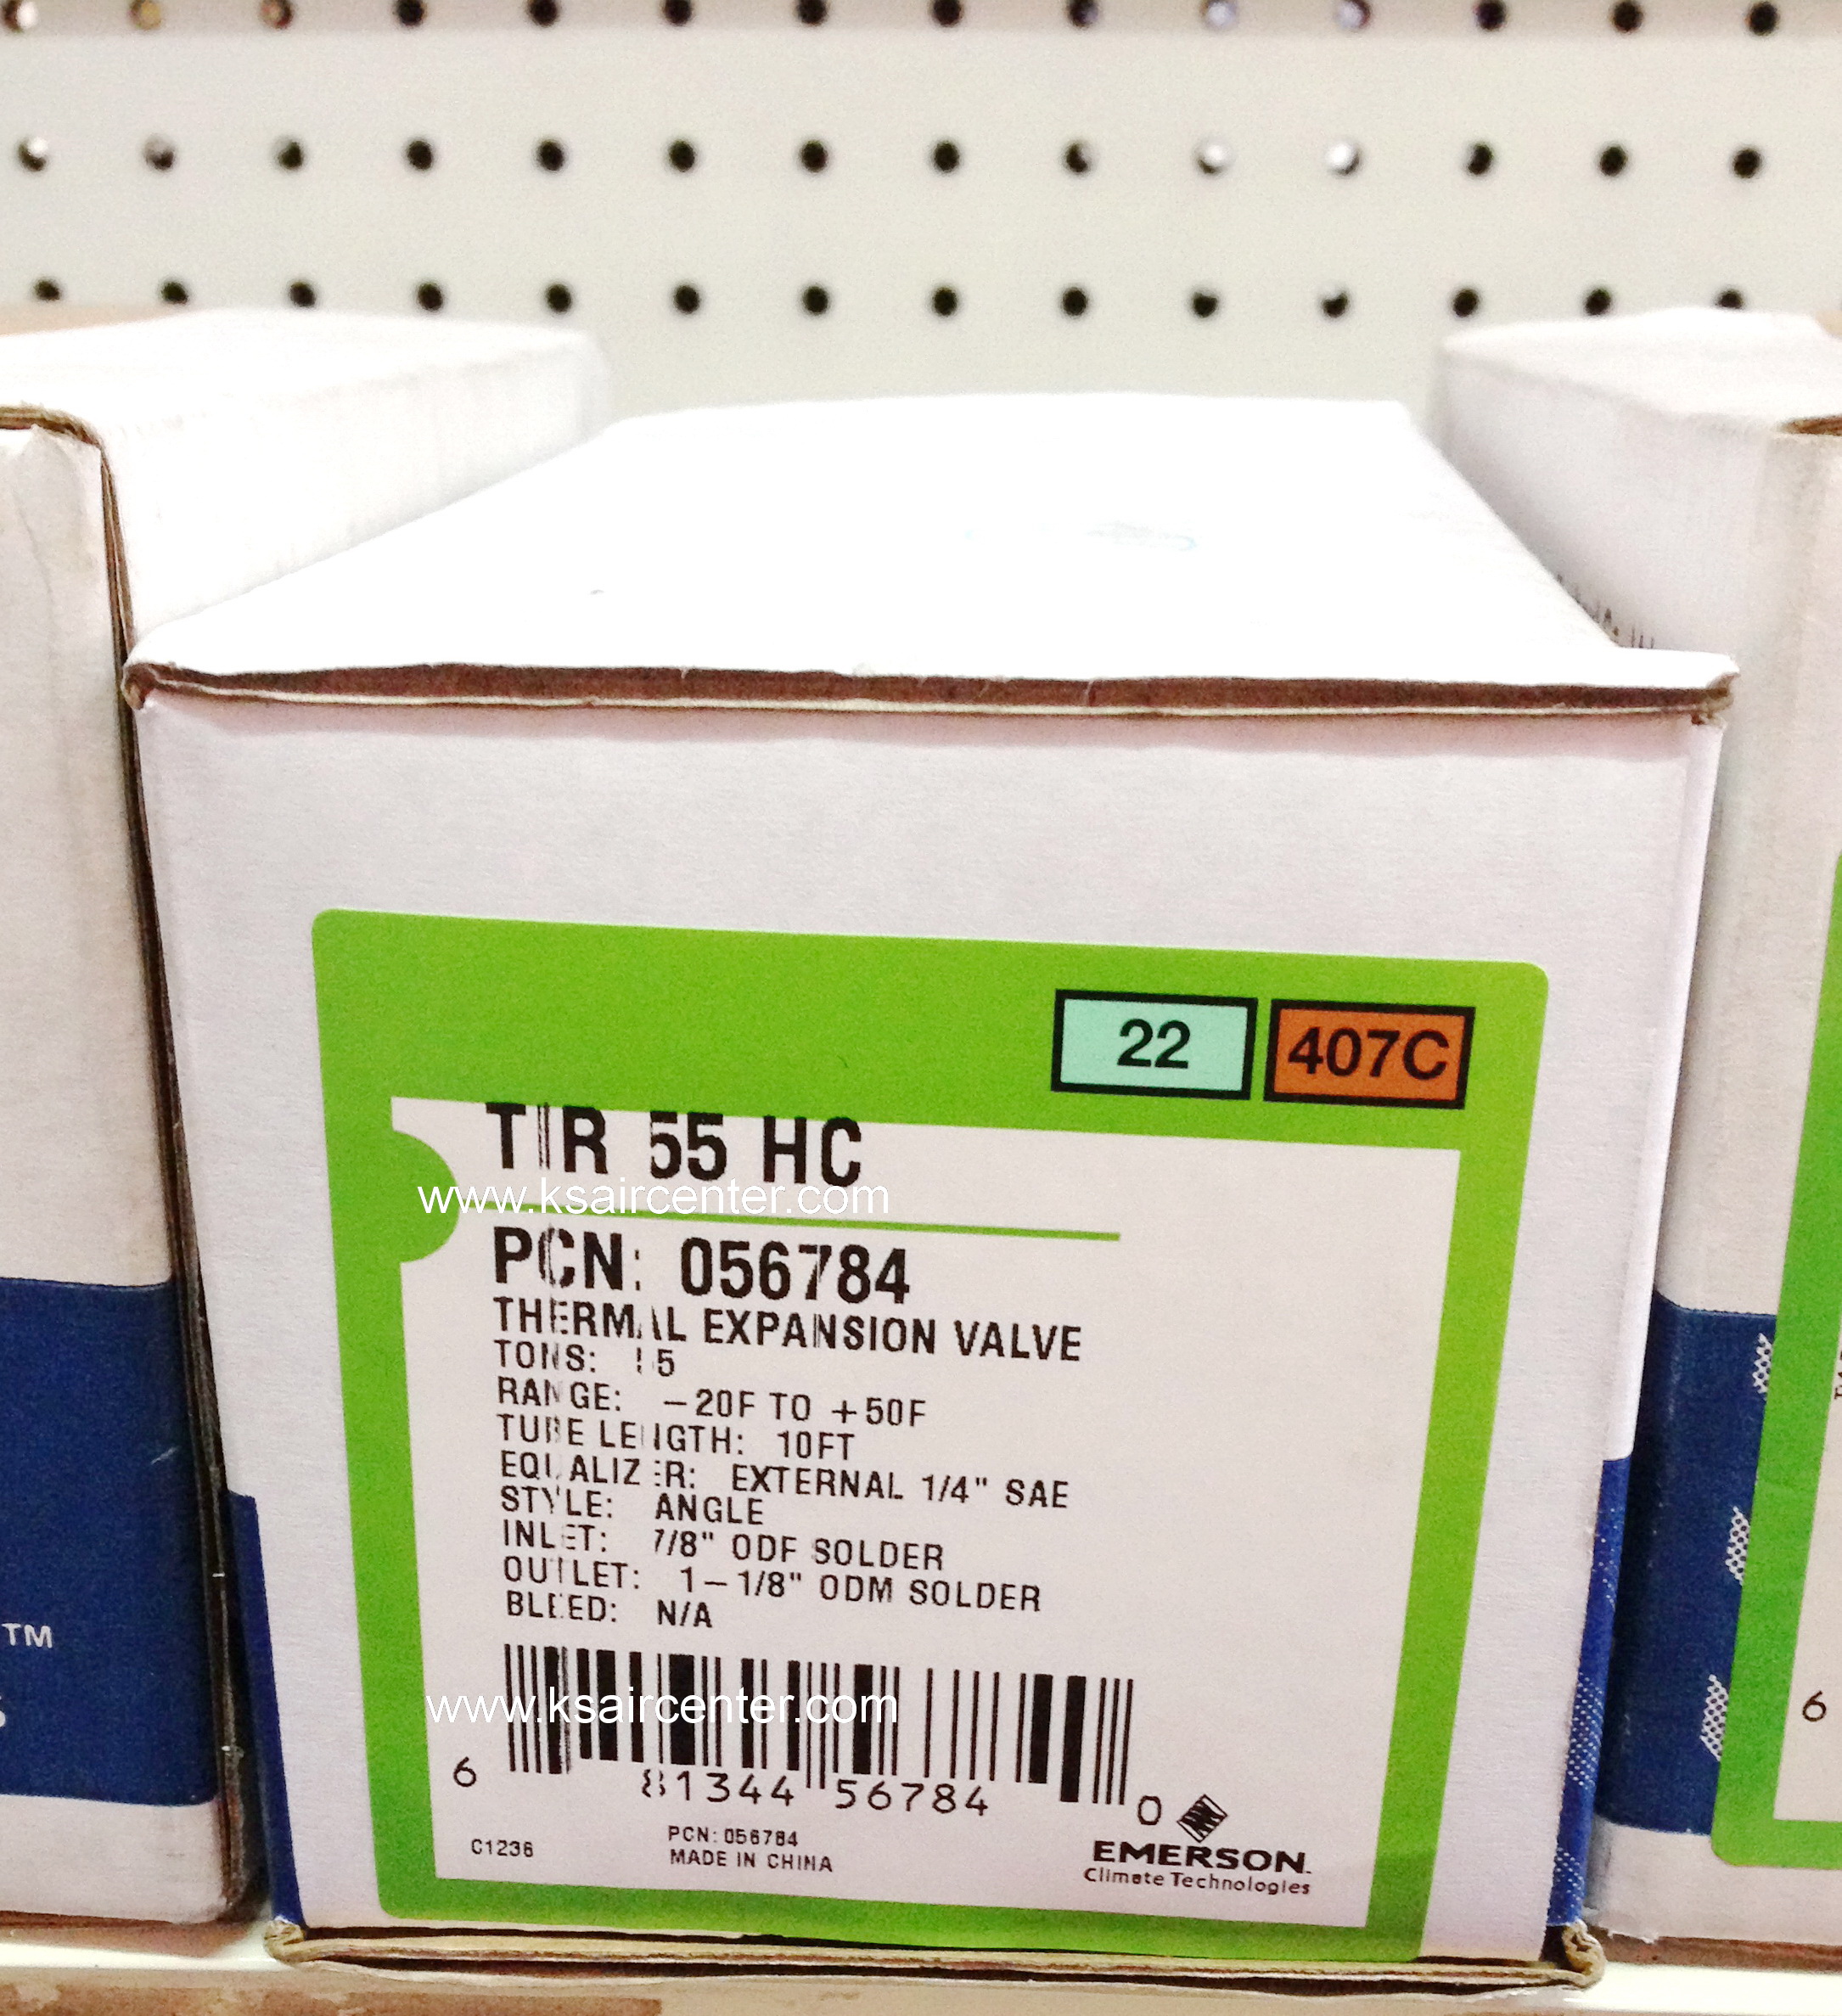 22 407C
TIR 55 HC
www.ksaircenter.com
PCN: 056784
THERMAL EXPANSION VALVE
TONS: 55
RANGE: -20F TO +50F
TUBE LENGTH: 10FT
EQUALIZER: EXTERNAL 1/4" SAE
STYLE: ANGLE
INLET: 7/8" ODF SOLDER
OUTLET: 1-1/8" ODM SOLDER
BLEED: N/A
www.ksaircenter.com
6 81344 56784 0
PCN: 056784
C1236
MADE IN CHINA
EMERSON.
Climate Technologies
TM
6